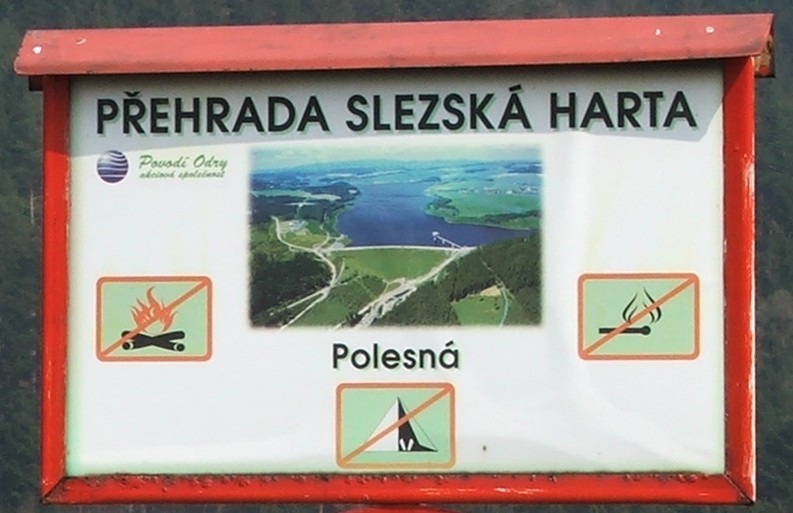 PŘEHRADA SLEZSKÁ HARTA
Povodí Odry
akciová společnost
Polesná